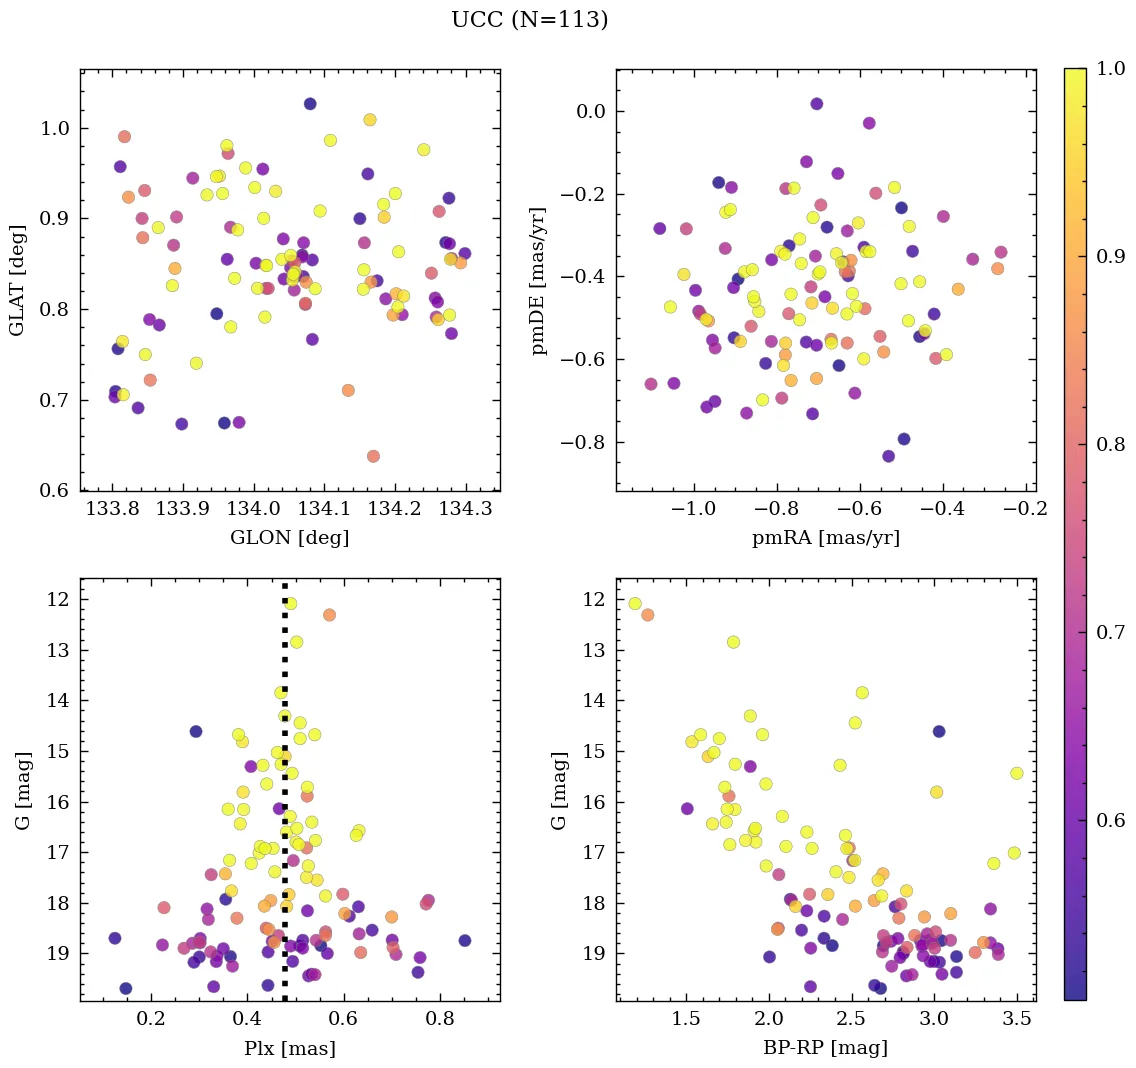 UCC (N=113)
1.0
0.9
0.8
0.7
0.6
GLAT [deg]
133.8 133.9 134.0 134.1 134.2 134.3
GLON [deg]
0.0
−0.2
−0.4
−0.6
−0.8
pmDE [mas/yr]
−1.0 −0.8 −0.6 −0.4 −0.2
pmRA [mas/yr]
1.0
0.9
0.8
0.7
0.6
12
13
14
15
16
17
18
19
G [mag]
0.2 0.4 0.6 0.8
Plx [mas]
12
13
14
15
16
17
18
19
G [mag]
1.5 2.0 2.5 3.0 3.5
BP-RP [mag]